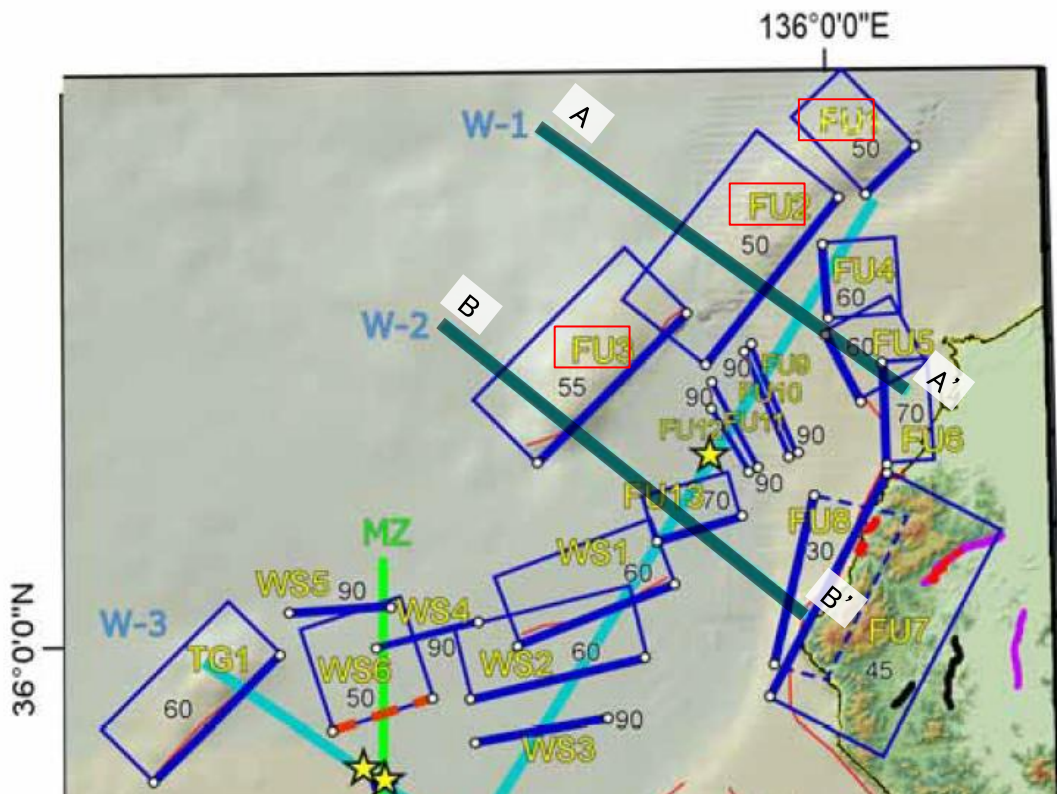 136°0'0"E
W-1
A
FU1
50
FU2
50
FU4
60
B
W-2
FU3
55
FU5
60
A'
70
FU6
90
FU9
FU10
90
FU11
FU12
90
90
FU13
70
FU8
30
MZ
WS1
60
WS5
90
WS4
90
B'
FU7
45
36°0'0"N
W-3
TG1
60
WS6
50
WS2
60
WS3
90